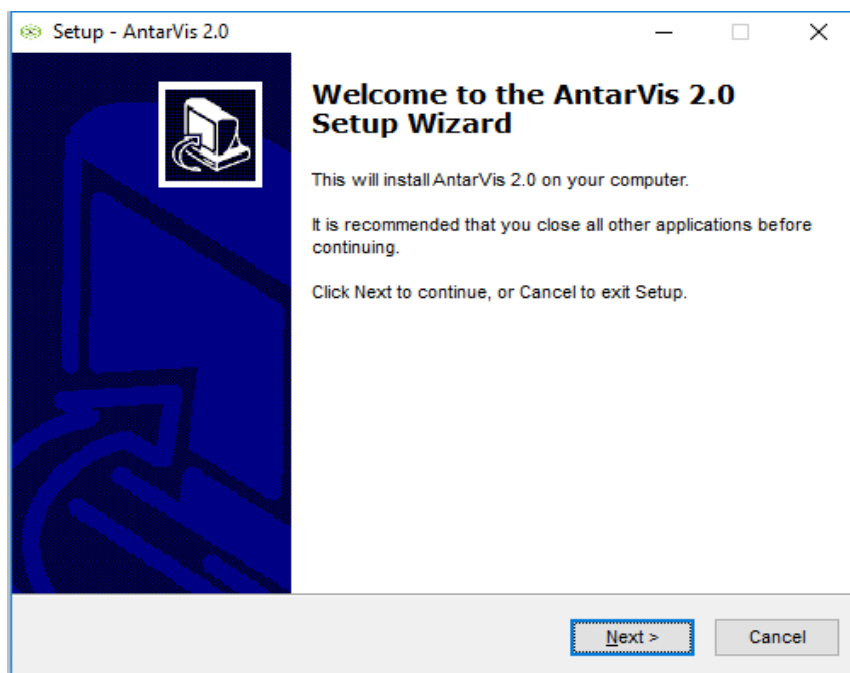 Setup - AntarVis 2.0
Welcome to the AntarVis 2.0
Setup Wizard
This will install AntarVis 2.0 on your computer.
It is recommended that you close all other applications before
continuing.
Click Next to continue, or Cancel to exit Setup.
Next >
Cancel